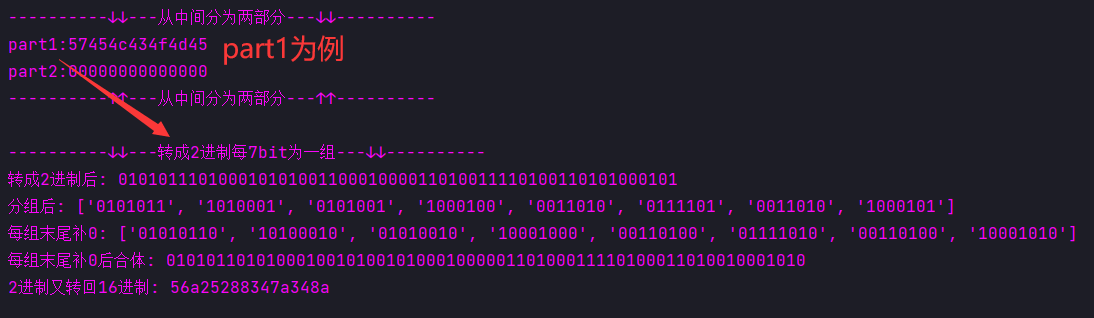 ----------↓↓---从中间分为两部分---↓↓----------
part1:57454c434f4d45 part1为例
part2:00000000000000
----------↑↑---从中间分为两部分---↑↑----------
----------↓↓---转成2进制每7bit为一组---↓↓----------
转成2进制后: 01010111010001010100110001000011010011110100110101000101
分组后: ['0101011', '1010001', '0101001', '1000100', '0011010', '0111101', '0011010', '1000101']
每组末尾补0: ['01010110', '10100010', '01010010', '10001000', '00110100', '01111010', '00110100', '10001010']
每组末尾补0后合体: 0101011010100010010100101000100000110100011110100011010010001010
2进制又转回16进制: 56a25288347a348a